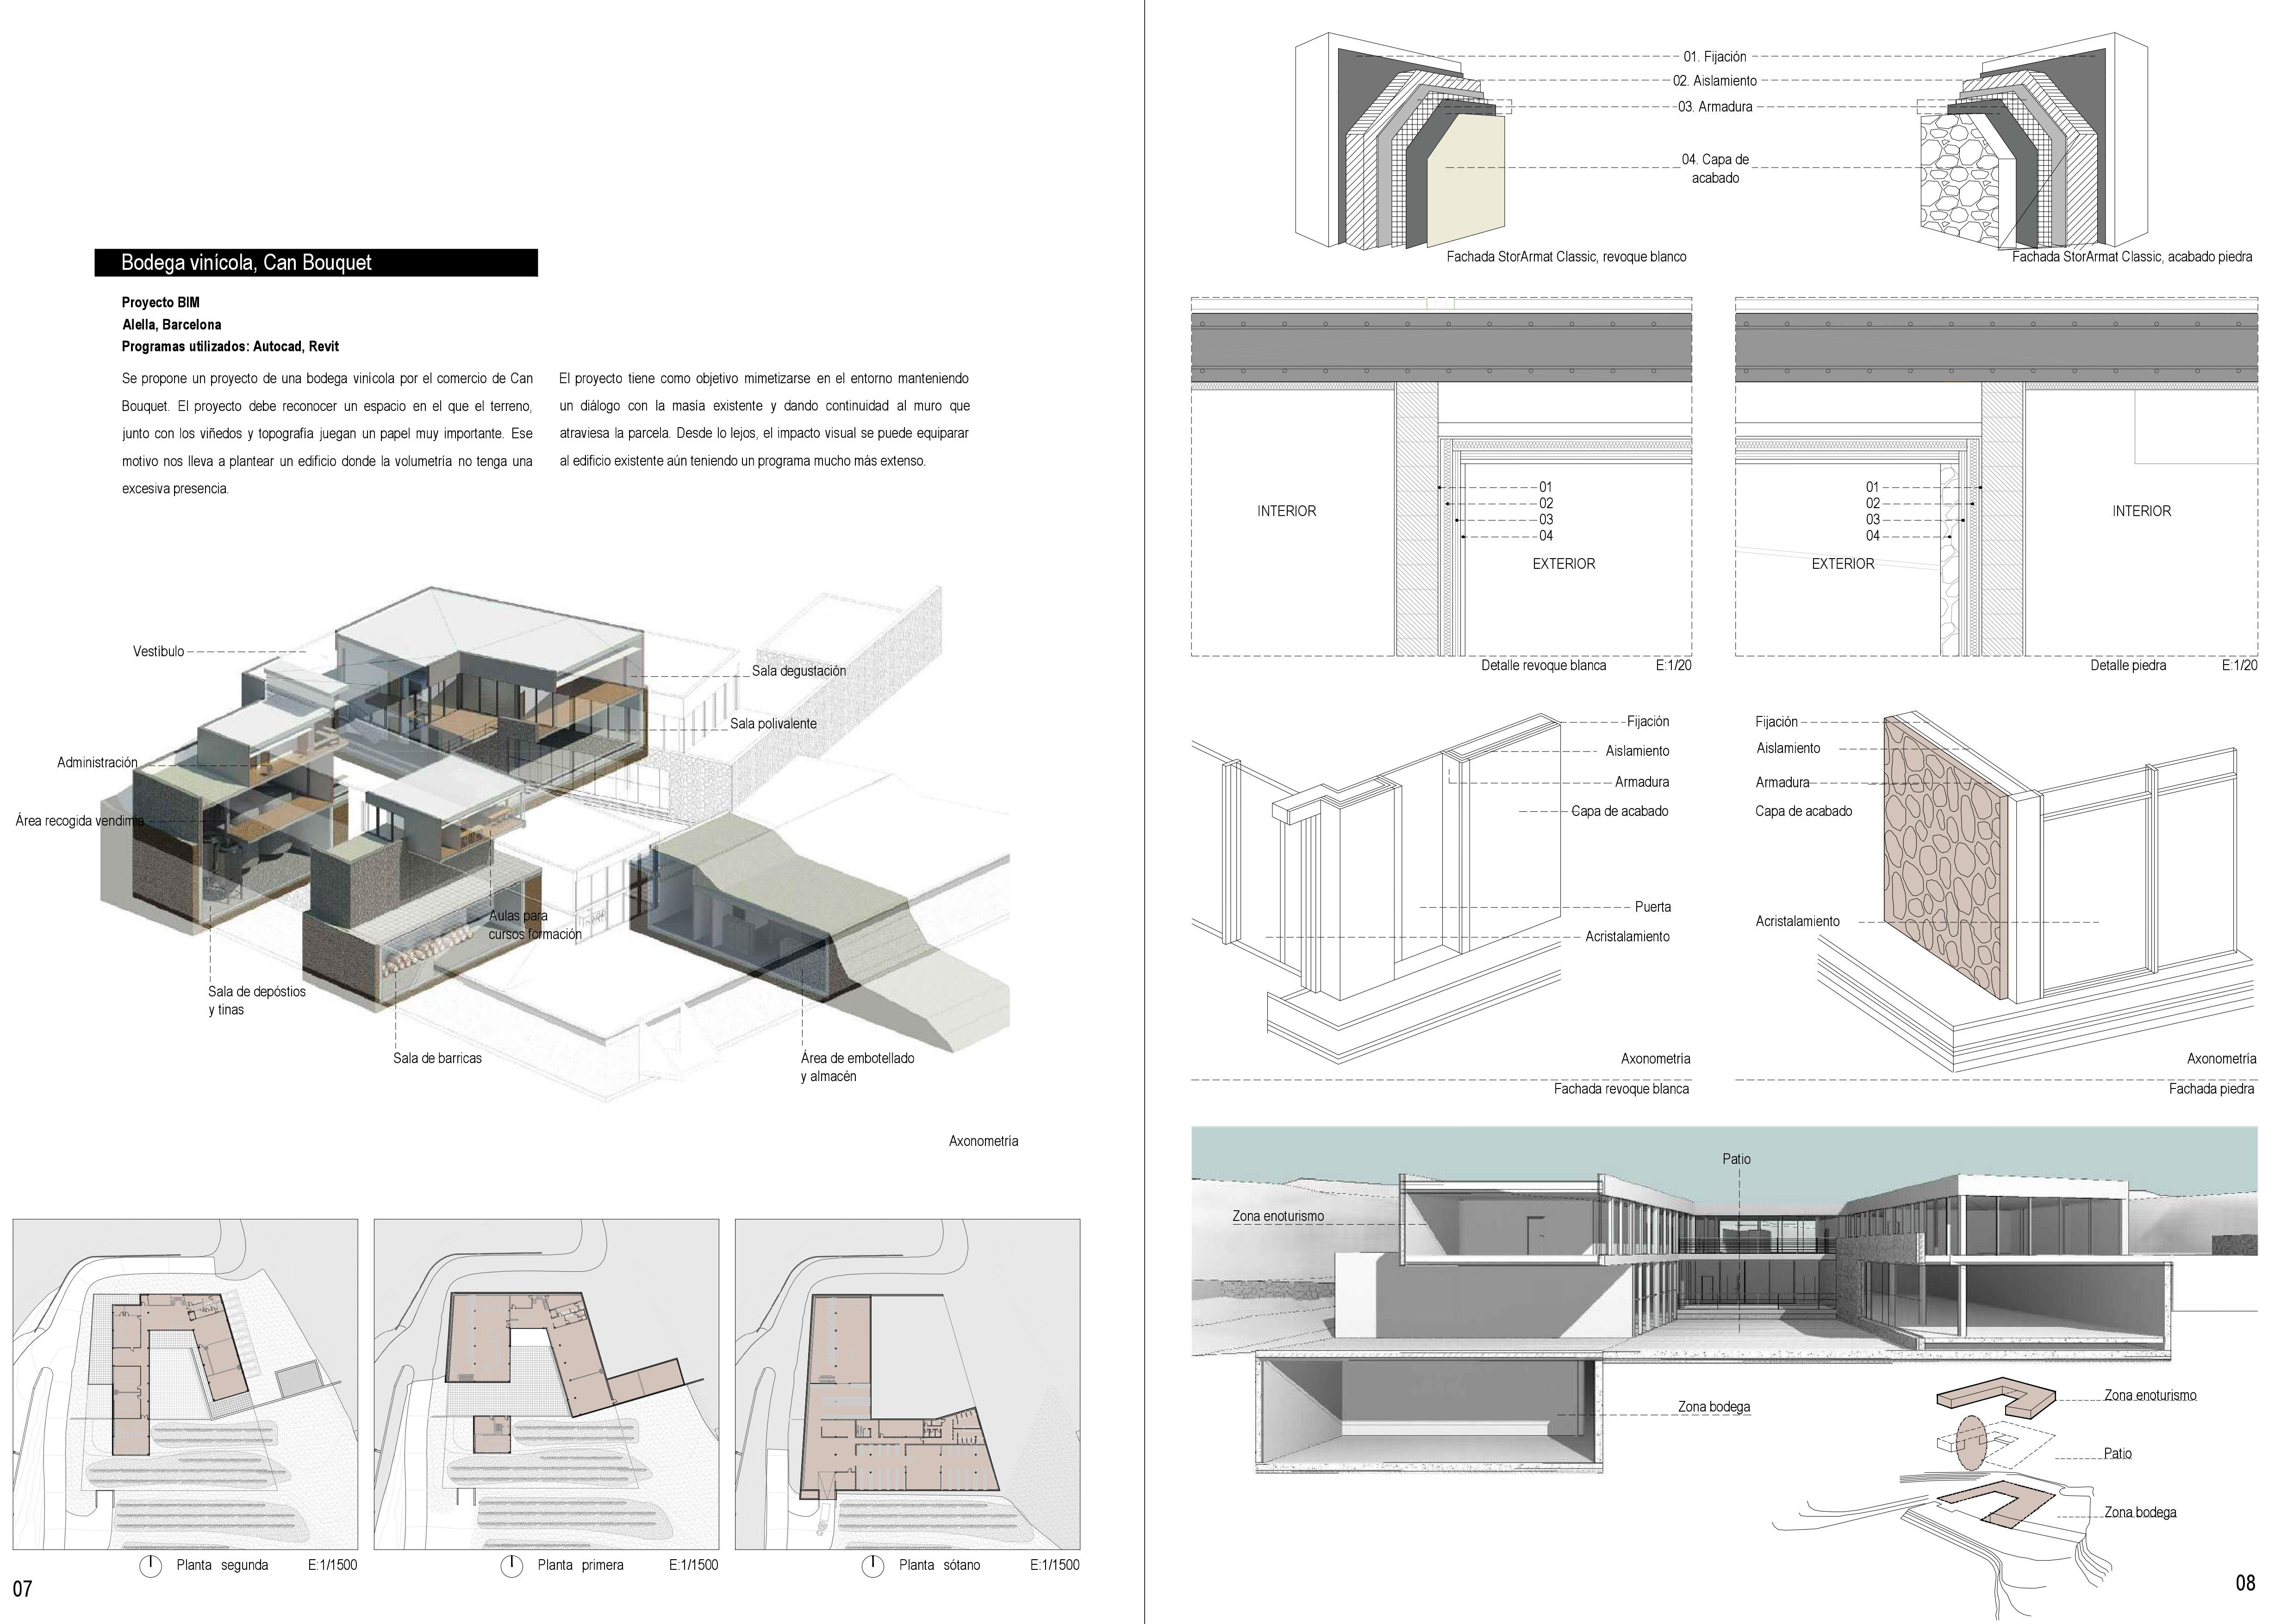 Bodega vinícola, Can Bouquet
Proyecto BIM
Alella, Barcelona
Programas utilizados: Autocad, Revit
Se propone un proyecto de una bodega vinícola por el comercio de Can
Bouquet. El proyecto debe reconocer un espacio en el que el terreno,
junto con los viñedos y topografía juegan un papel muy importante. Ese
motivo nos lleva a plantear un edificio donde la volumetría no tenga una
excesiva presencia.
El proyecto tiene como objetivo mimetizarse en el entorno manteniendo
un diálogo con la masía existente y dando continuidad al muro que
atraviesa la parcela. Desde lo lejos, el impacto visual se puede equiparar
al edificio existente aún teniendo un programa mucho más extenso.
Vestíbulo
Sala degustación
Sala polivalente
Administración
Área recogida vendimia
Aulas para
cursos formación
Sala de depóstios
y tinas
Sala de barricas
Área de embotellado
y almacén
Axonometría
Planta segunda E:1/1500
Planta primera E:1/1500
Planta sótano E:1/1500
07
01. Fijación
02. Aislamiento
03. Armadura
04. Capa de
acabado
Fachada StorArmat Classic, revoque blanco
Fachada StorArmat Classic, acabado piedra
INTERIOR
01
02
03
04
EXTERIOR
Detalle revoque blanca E:1/20
01
02
03
04
EXTERIOR
INTERIOR
Detalle piedra E:1/20
Fijación
Aislamiento
Armadura
Capa de acabado
Puerta
Acristalamiento
Axonometría
Fachada revoque blanca
Fijación
Aislamiento
Armadura
Capa de acabado
Acristalamiento
Axonometría
Fachada piedra
Patio
Zona enoturismo
Zona bodega
Zona enoturismo
Patio
Zona bodega
08